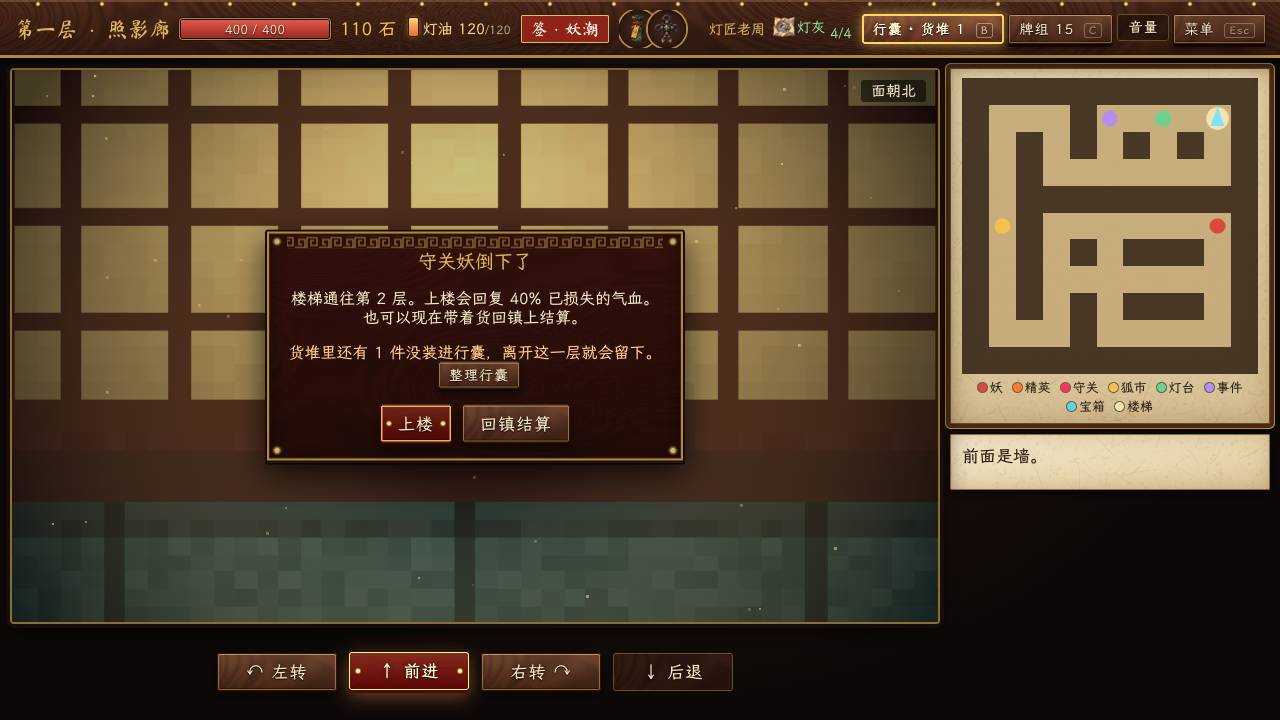 第一层 · 照影廊
400 / 400
110 石
灯油 120/120
签 · 妖潮
灯匠老周
灯灰 4/4
行囊 · 货堆 1 B
牌组 15 C
音量
菜单 Esc
面朝北
守关妖倒下了
楼梯通往第 2 层。上楼会回复 40% 已损失的气血。
也可以现在带着货回镇上结算。
货堆里还有 1 件没装进行囊，离开这一层就会留下。
整理行囊
上楼
回镇结算
妖 精英 守关 狐市 灯台 事件
宝箱 楼梯
前面是墙。
↶ 左转
↑ 前进
右转 ↷
↓ 后退